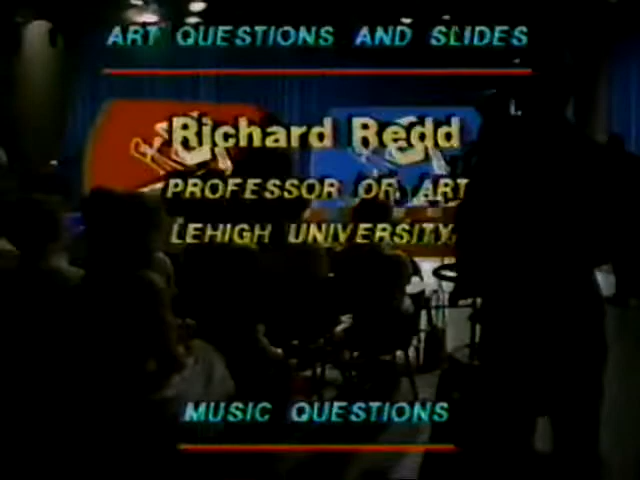 ART QUESTIONS AND SLIDES
Richard Redd
PROFESSOR OF ART
LEHIGH UNIVERSITY
MUSIC QUESTIONS